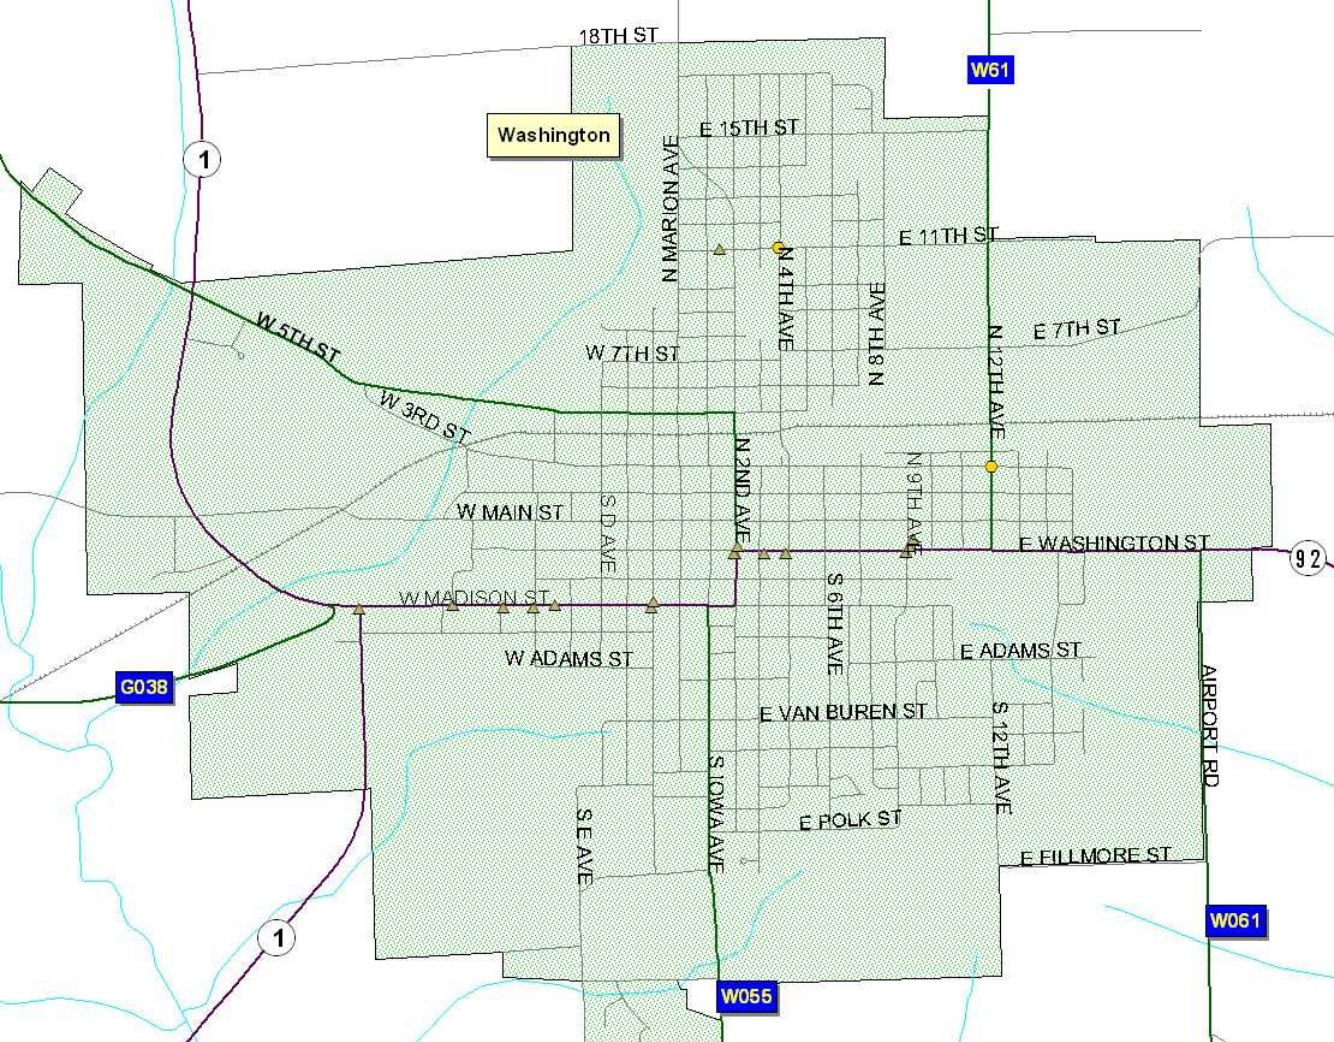 18TH ST
W61
E 15TH ST
Washington
1
N MARION AVE
E 11TH ST
N 4TH AVE
N 8TH AVE
W 5TH ST
E 7TH ST
N 12TH AVE
W 7TH ST
W 3RD ST
N 2ND AVE
N 9TH AVE
S D AVE
W MAIN ST
E WASHINGTON ST
92
W MADISON ST
S 6TH AVE
E ADAMS ST
W ADAMS ST
G038
AIRPORT RD
E VAN BUREN ST
S 12TH AVE
S IOWA AVE
S E AVE
E POLK ST
E FILLMORE ST
W061
1
W055